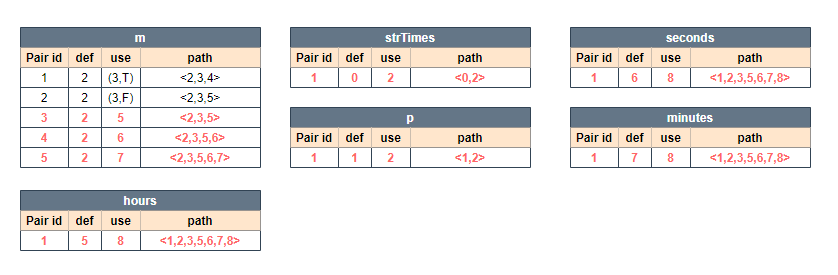 m
Pair id def use path
1 2 (3,T) <2,3,4>
2 2 (3,F) <2,3,5>
3 2 5 <2,3,5>
4 2 6 <2,3,5,6>
5 2 7 <2,3,5,6,7>
strTimes
Pair id def use path
1 0 2 <0,2>
seconds
Pair id def use path
1 6 8 <1,2,3,5,6,7,8>
p
Pair id def use path
1 1 2 <1,2>
minutes
Pair id def use path
1 7 8 <1,2,3,5,6,7,8>
hours
Pair id def use path
1 5 8 <1,2,3,5,6,7,8>